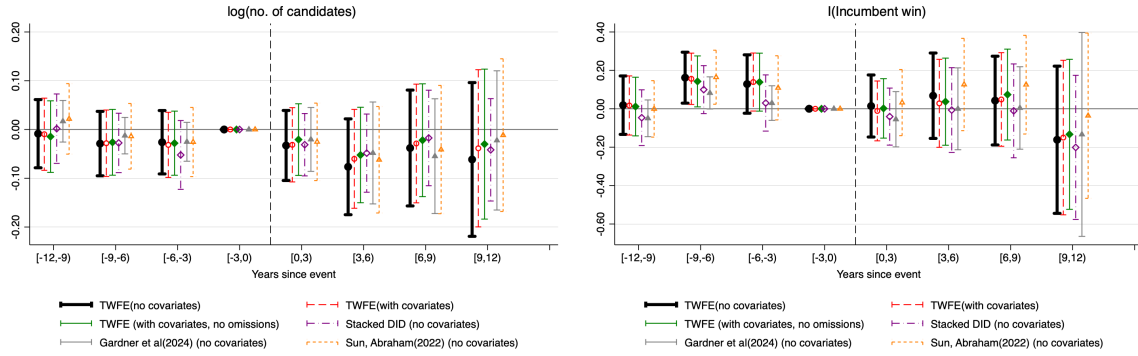 log(no. of candidates)
0.20
0.10
0.00
-0.10
-0.20
[-12,-9) [-9,-6) [-6,-3) [-3,0) [0,3) [3,6) [6,9) [9,12)
Years since event
TWFE(no covariates) TWFE(with covariates)
TWFE (with covariates, no omissions) Stacked DID (no covariates)
Gardner et al(2024) (no covariates) Sun, Abraham(2022) (no covariates)
I(Incumbent win)
0.40
0.20
0.00
-0.20
-0.40
-0.60
[-12,-9) [-9,-6) [-6,-3) [-3,0) [0,3) [3,6) [6,9) [9,12)
Years since event
TWFE(no covariates) TWFE(with covariates)
TWFE (with covariates, no omissions) Stacked DID (no covariates)
Gardner et al(2024) (no covariates) Sun, Abraham(2022) (no covariates)